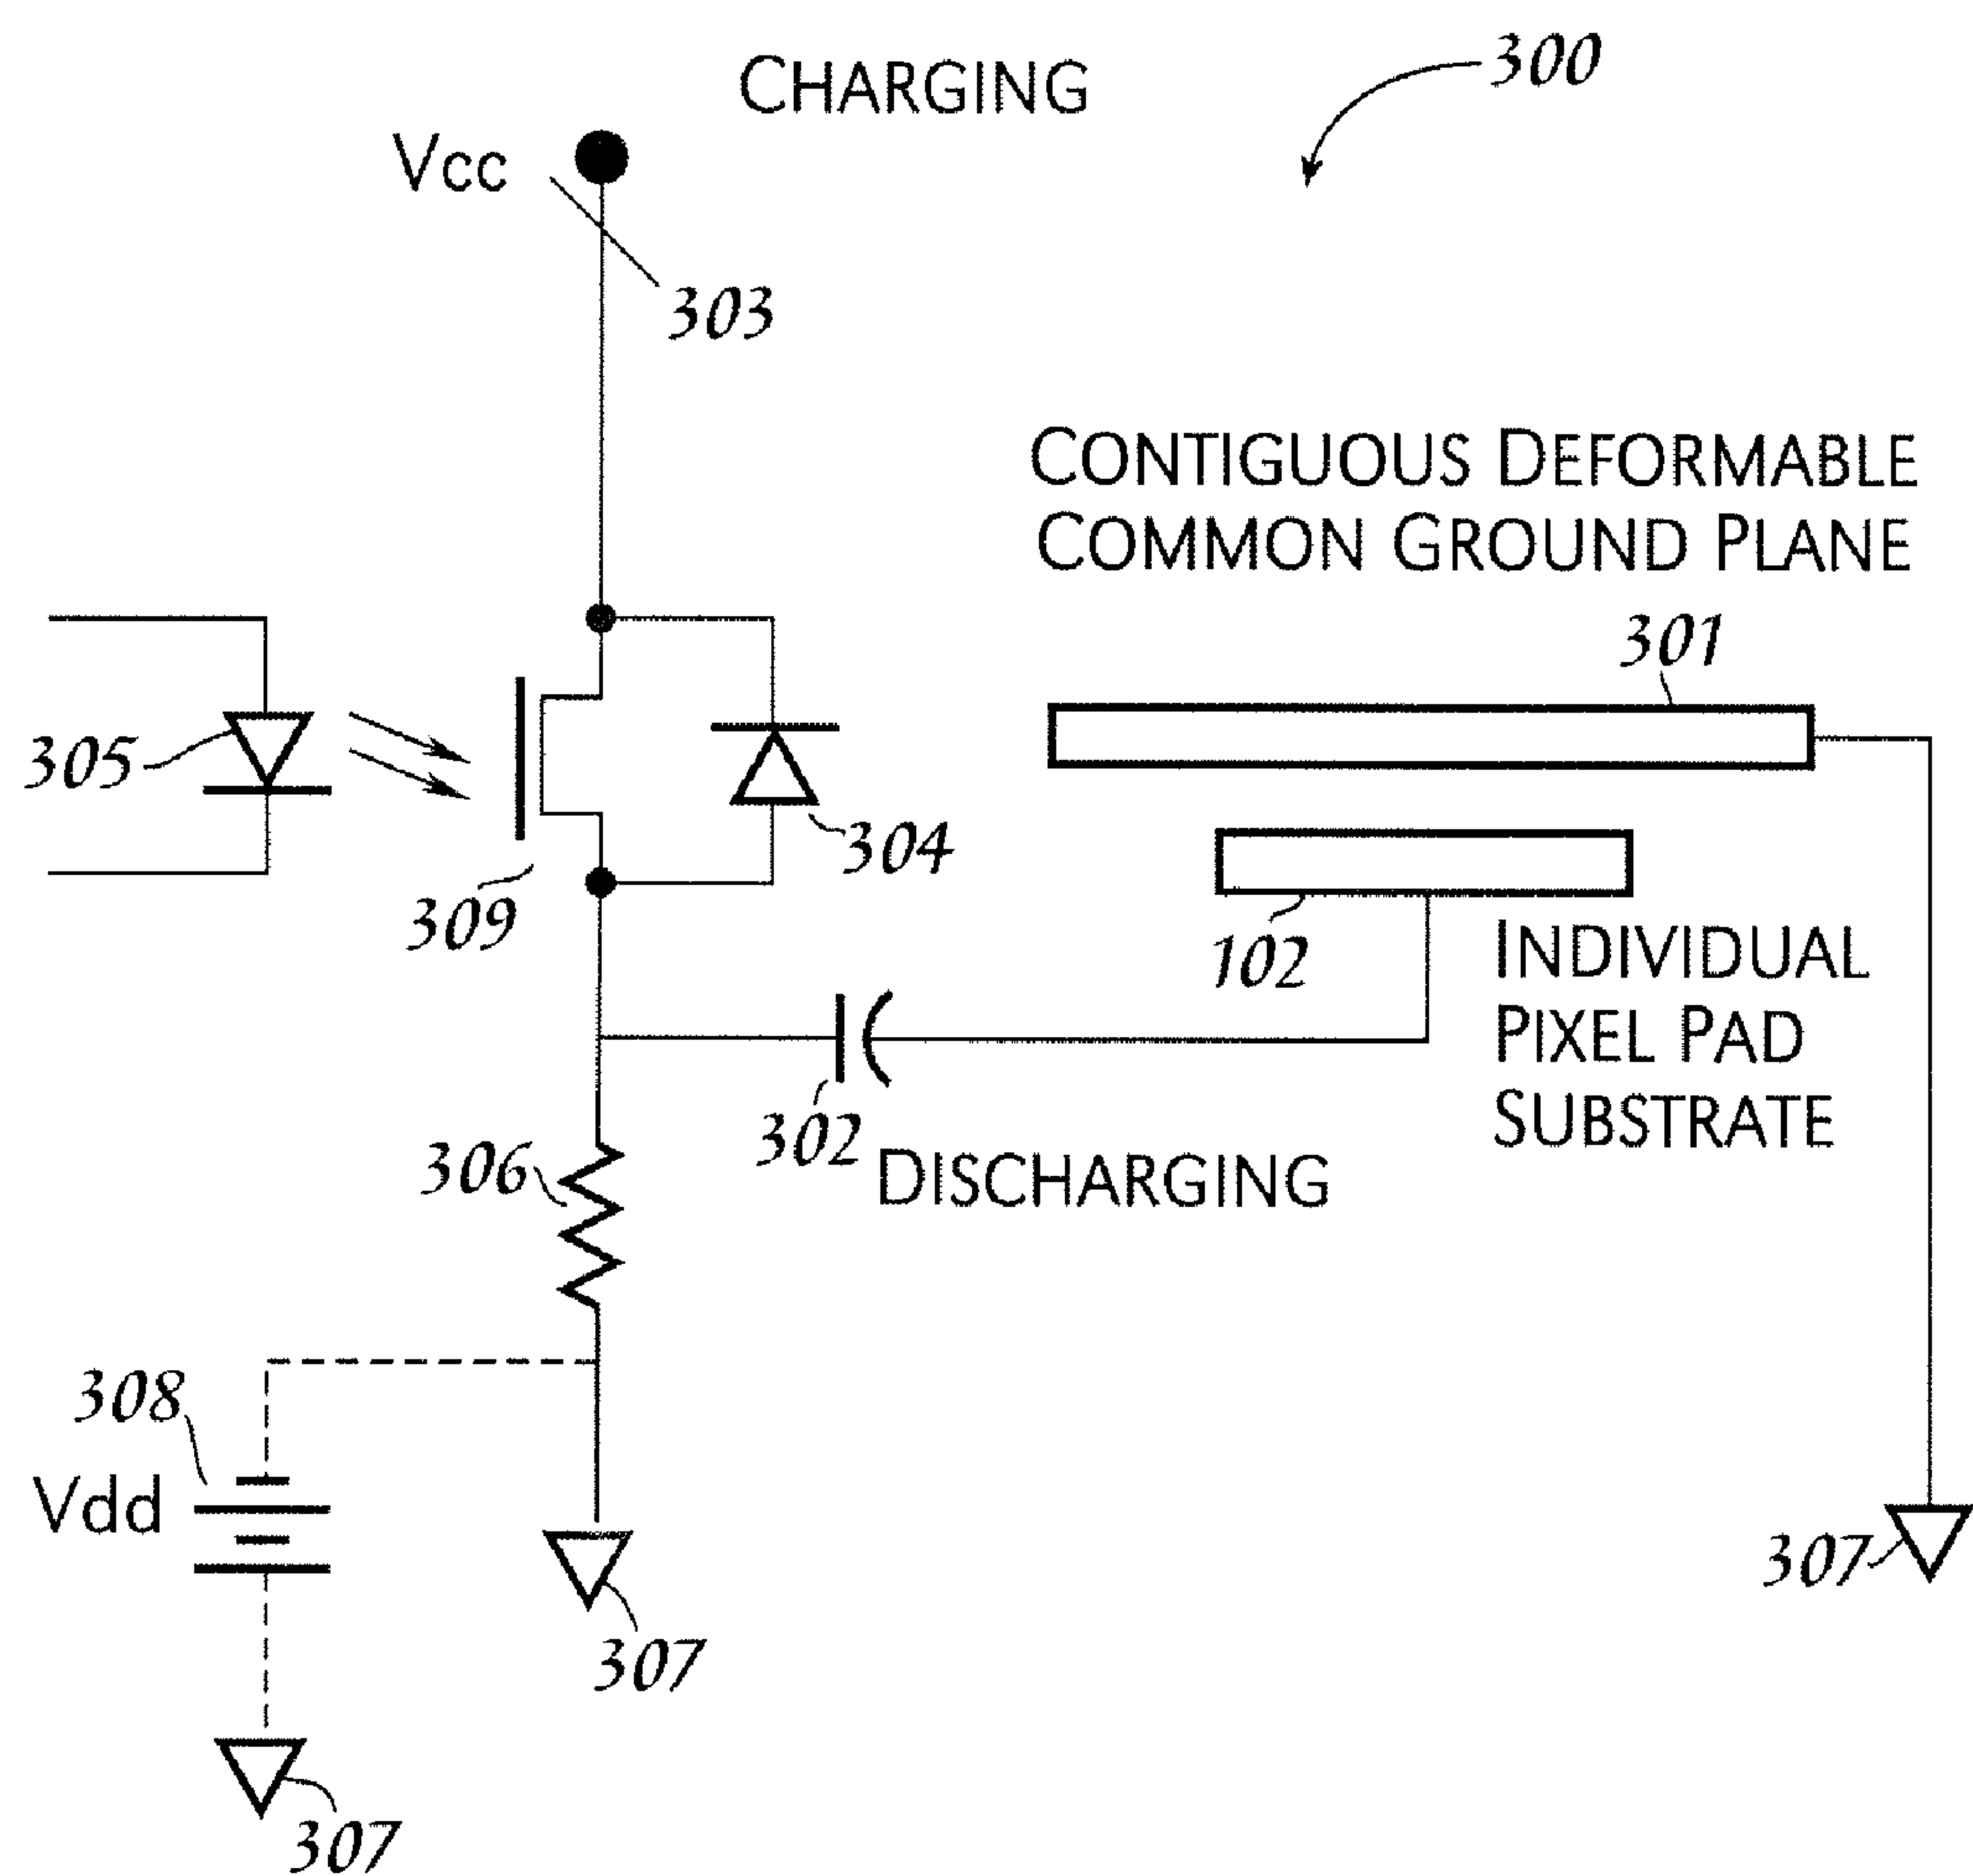 CHARGING
300
Vcc
303
CONTIGUOUS DEFORMABLE
COMMON GROUND PLANE
301
305
304
309
102
INDIVIDUAL
PIXEL PAD
SUBSTRATE
302
306
DISCHARGING
308
Vdd
307
307
307